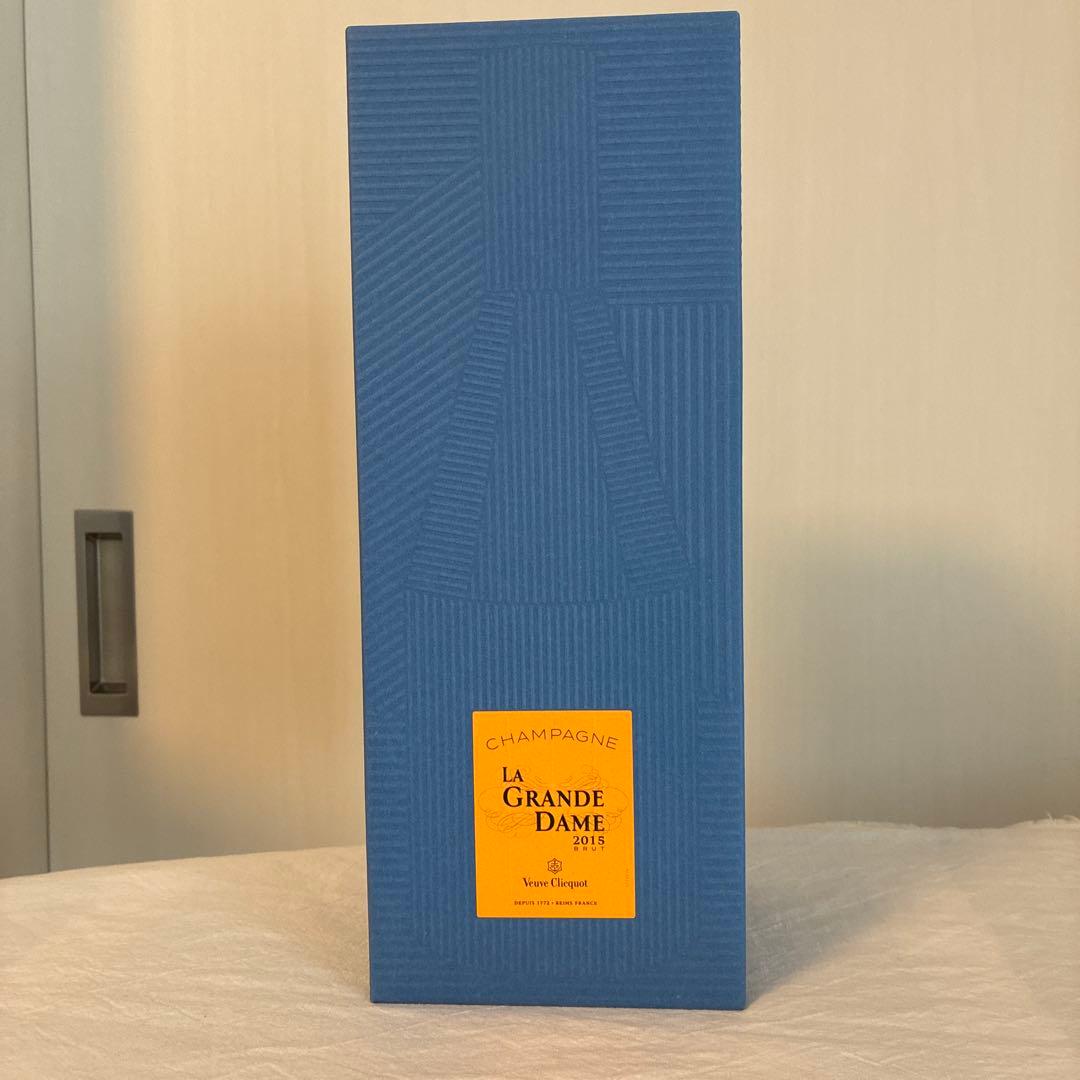 CHAMPAGNE
LA
GRANDE
DAME
2015
BRUT
Veuve Clicquot
DEPUIS 1772 • REIMS FRANCE